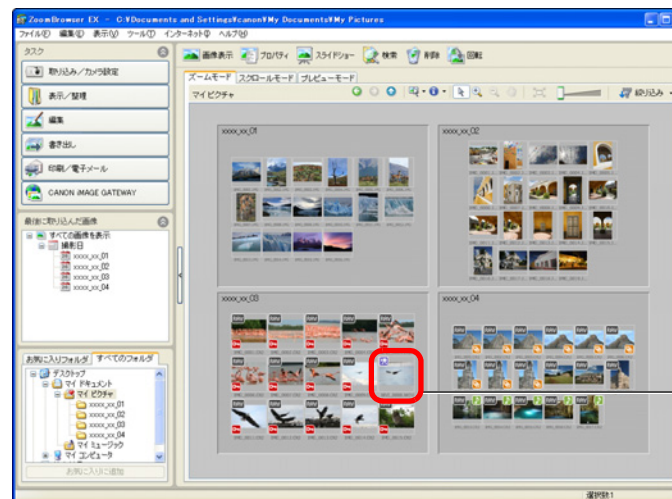 ZoomBrowser EX - C:¥Documents and Settings¥canon¥My Documents¥My Pictures
ファイル(F) 編集(E) 表示(V) ツール(T) インターネット(I) ヘルプ(H)
タスク
取り込み/カメラ設定
表示/整理
編集
書き出し
印刷/電子メール
CANON iMAGE GATEWAY
最後に取り込んだ画像
すべての画像を表示
撮影日
xxxx_xx_01
xxxx_xx_02
xxxx_xx_03
xxxx_xx_04
お気に入りフォルダ すべてのフォルダ
デスクトップ
マイ ドキュメント
マイ ピクチャ
xxxx_xx_01
xxxx_xx_02
xxxx_xx_03
xxxx_xx_04
マイ ミュージック
マイ コンピュータ
お気に入りに追加
画像表示 プロパティ スライドショー 検索 削除 回転
ズームモード スクロールモード プレビューモード
マイ ピクチャ 絞り込み
xxxx_xx_01 xxxx_xx_02
xxxx_xx_03 xxxx_xx_04
選択数1